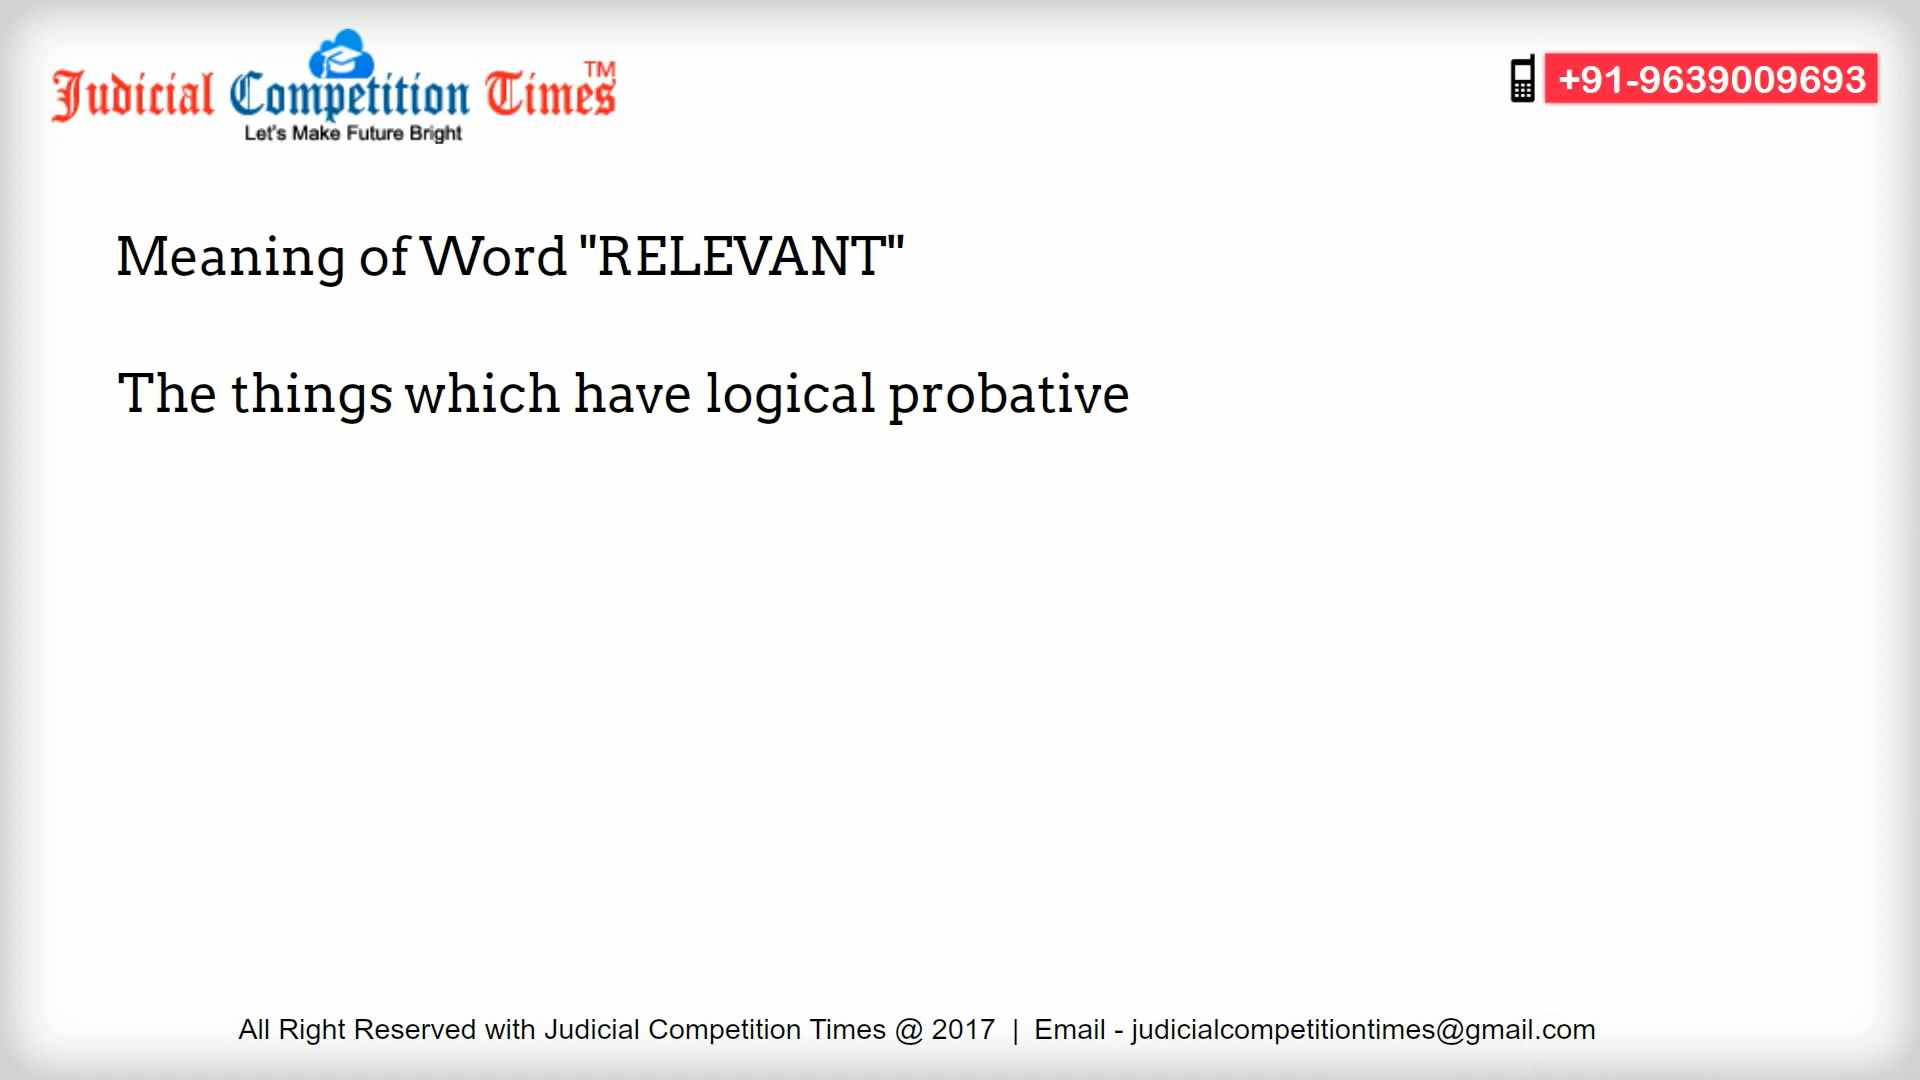 Judicial Competition Times™
Let's Make Future Bright
+91-9639009693
Meaning of Word "RELEVANT"
The things which have logical probative
All Right Reserved with Judicial Competition Times @ 2017 | Email - judicialcompetitiontimes@gmail.com